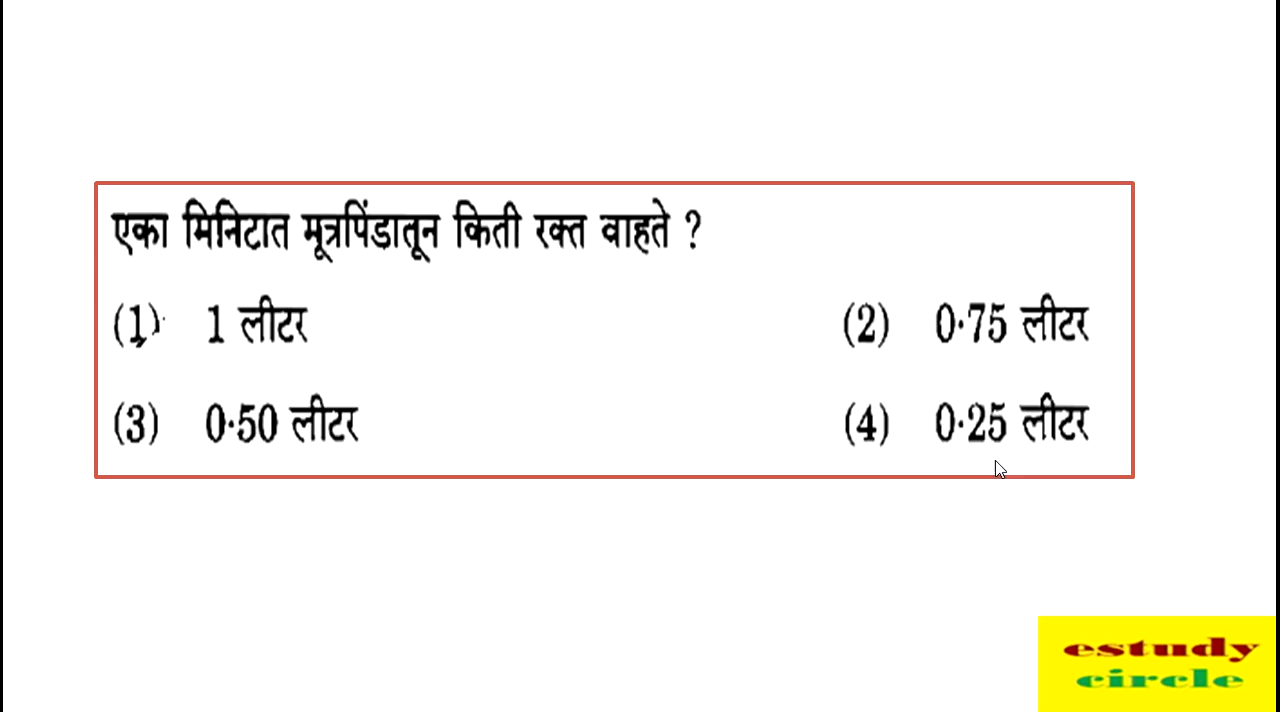 एका मिनिटात मूत्रपिंडातून किती रक्त वाहते ?
(1) 1 लीटर (2) 0·75 लीटर
(3) 0·50 लीटर (4) 0·25 लीटर
estudy
circle